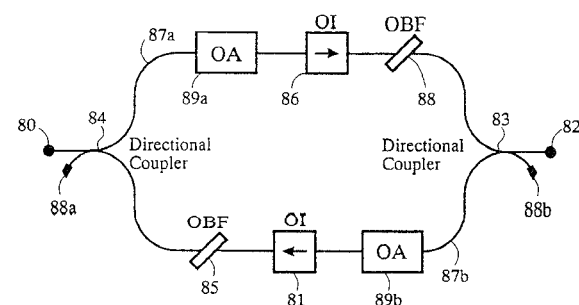 87a
OA
89a
OI
86
OBF
88
80
84
Directional
Coupler
88a
83
82
Directional
Coupler
88b
OBF
85
OI
81
OA
89b
87b